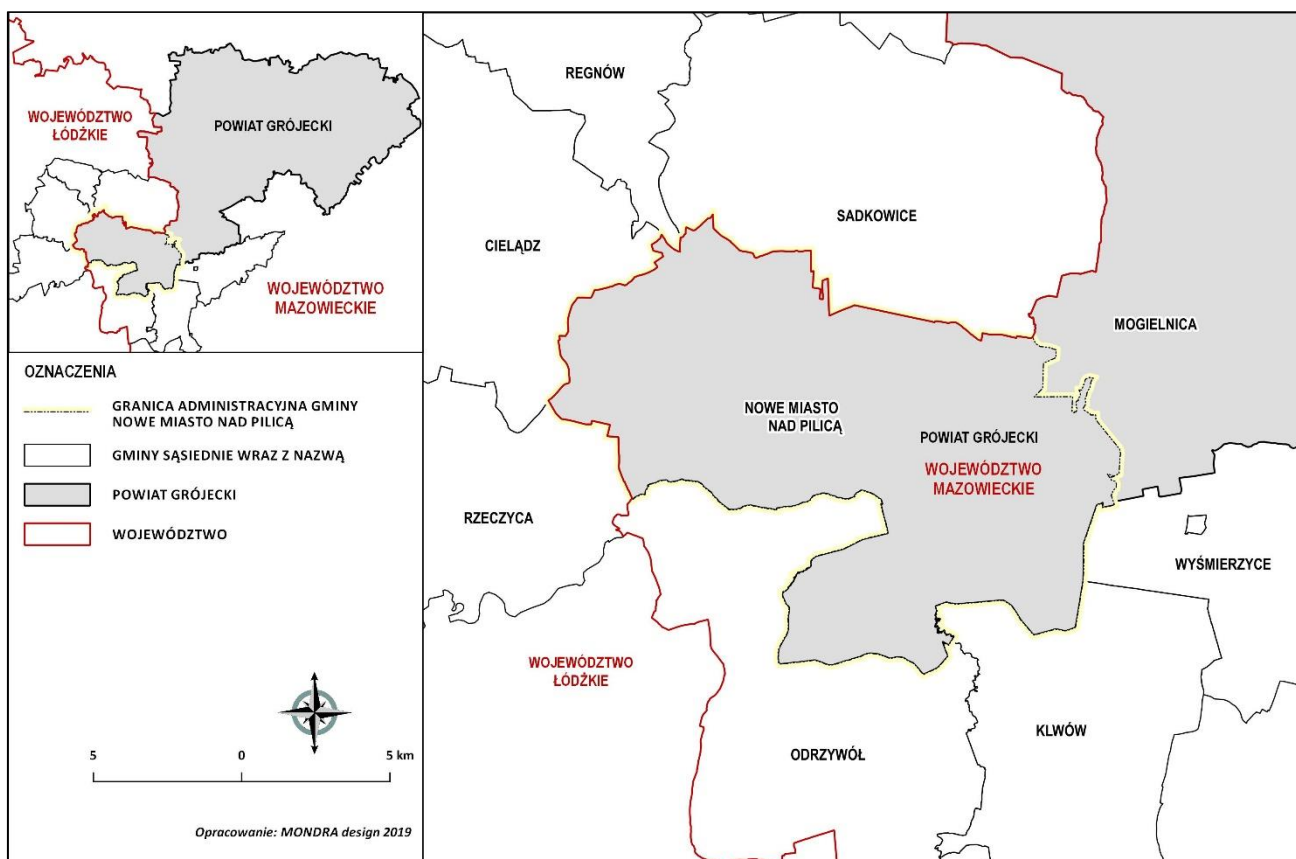 WOJEWÓDZTWO
ŁÓDŹKIE
POWIAT GRÓJECKI
WOJEWÓDZTWO
MAZOWIECKIE
OZNACZENIA
GRANICA ADMINISTRACYJNA GMINY
NOWE MIASTO NAD PILICĄ
GMINY SĄSIEDNIE WRAZ Z NAZWĄ
POWIAT GRÓJECKI
WOJEWÓDZTWO
5 0 5 km
Opracowanie: MONDRA design 2019
REGNÓW
SADKOWICE
CIELĄDZ
MOGIELNICA
NOWE MIASTO
NAD PILICĄ
POWIAT GRÓJECKI
WOJEWÓDZTWO
MAZOWIECKIE
RZECZYCA
WYŚMIERZYCE
WOJEWÓDZTWO
ŁÓDŹKIE
ODRZYWÓŁ
KLWÓW